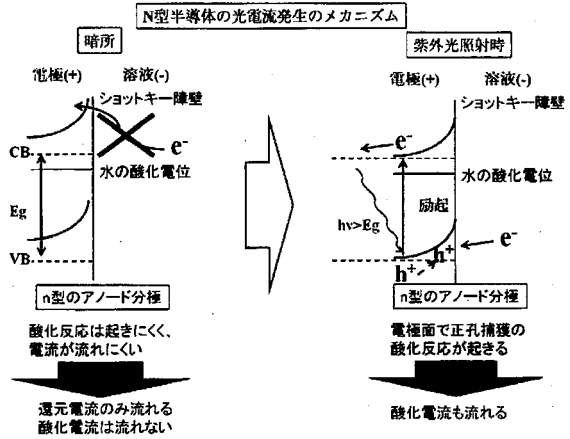 N型半導体の光電流発生のメカニズム
暗所
電極(+) 溶液(-)
ショットキー障壁
e⁻
CB
水の酸化電位
Eg
VB
n型のアノード分極
酸化反応は起きにくく、
電流が流れにくい
還元電流のみ流れる
酸化電流は流れない
紫外光照射時
電極(+) 溶液(-)
ショットキー障壁
e⁻
水の酸化電位
励起
hν>Eg
e⁻
h⁺
h⁺
n型のアノード分極
電極面で正孔捕獲の
酸化反応が起きる
酸化電流も流れる